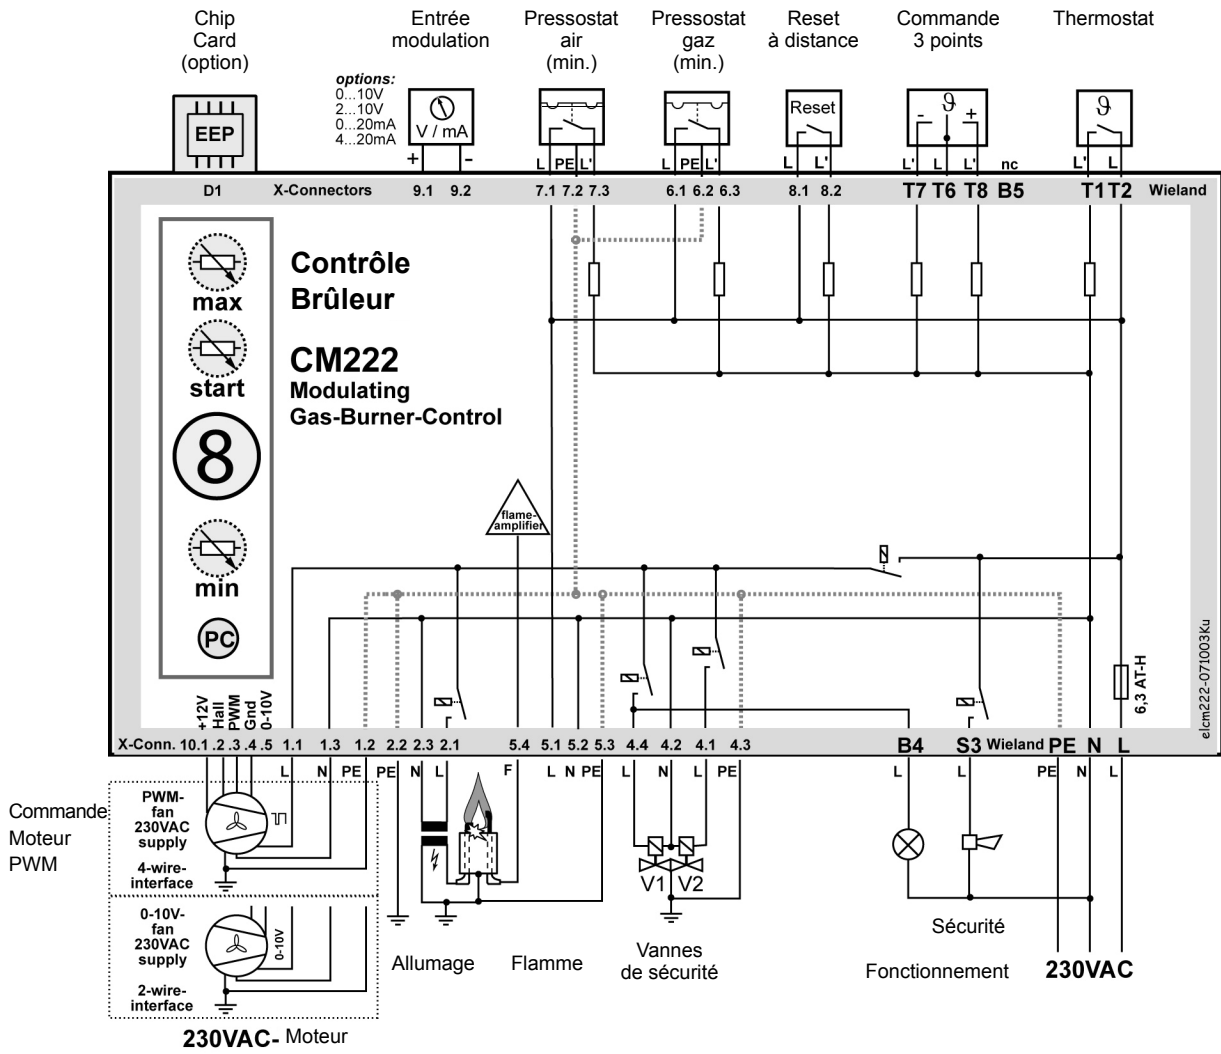 Chip
Card
(option)
Entrée
modulation
Pressostat
air
(min.)
Pressostat
gaz
(min.)
Reset
à distance
Commande
3 points
Thermostat
options:
0...10V
2...10V
0...20mA
4...20mA
EEP
V / mA
+ -
Reset
ϑ
- +
ϑ
L PE L'
L PE L'
L L'
L' L L' nc
L' L
D1 X-Connectors 9.1 9.2 7.1 7.2 7.3 6.1 6.2 6.3 8.1 8.2 T7 T6 T8 B5 T1 T2 Wieland
max
start
8
min
PC
Contrôle
Brûleur
CM222
Modulating
Gas-Burner-Control
flame-
amplifier
6,3 AT-H
elcm222-071003Ku
+12V
Hall
PWM
Gnd
0-10V
X-Conn. 10.1 .2 .3 .4 .5 1.1 1.3 1.2 2.2 2.3 2.1 5.4 5.1 5.2 5.3 4.4 4.2 4.1 4.3 B4 S3 Wieland PE N L
L N PE PE N L F L N PE L N L PE L L PE N L
Commande
Moteur
PWM
PWM-
fan
230VAC
supply
4-wire-
interface
0-10V-
fan
230VAC
supply
2-wire-
interface
0-10V
230VAC- Moteur
Allumage
Flamme
V1 V2
Vannes
de sécurité
Sécurité
Fonctionnement
230VAC